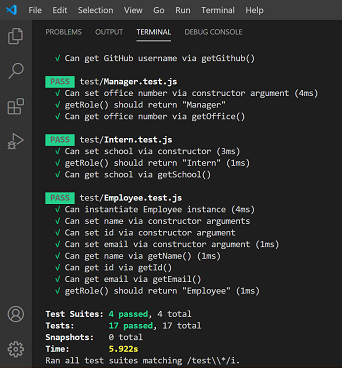 File Edit Selection View Go Run Terminal Help
PROBLEMS OUTPUT TERMINAL DEBUG CONSOLE
√ Can get GitHub username via getGithub()
PASS test/Manager.test.js
√ Can set office number via constructor argument (4ms)
√ getRole() should return "Manager"
√ Can get office number via getOffice()
PASS test/Intern.test.js
√ Can set school via constructor (3ms)
√ getRole() should return "Intern" (1ms)
√ Can get school via getSchool()
PASS test/Employee.test.js
√ Can instantiate Employee instance (4ms)
√ Can set name via constructor arguments
√ Can set id via constructor argument
√ Can set email via constructor argument (1ms)
√ Can get name via getName() (1ms)
√ Can get id via getId()
√ Can get email via getEmail()
√ getRole() should return "Employee" (1ms)
Test Suites: 4 passed, 4 total
Tests: 17 passed, 17 total
Snapshots: 0 total
Time: 5.922s
Ran all test suites matching /test\\*/i.